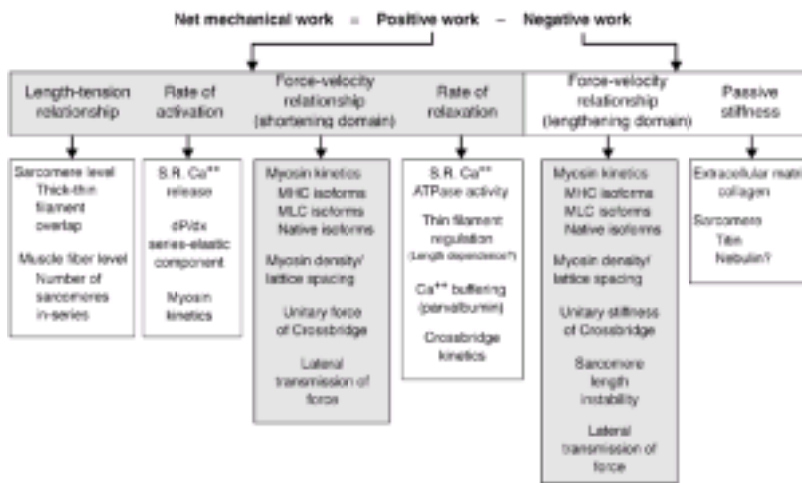 Net mechanical work = Positive work – Negative work
Length-tension
relationship
Rate of
activation
Force-velocity
relationship
(shortening domain)
Rate of
relaxation
Force-velocity
relationship
(lengthening domain)
Passive
stiffness
Sarcomere level
Thick-thin
filament
overlap
Muscle fiber level
Number of
sarcomeres
in-series
S.R. Ca++
release
dP/dx
series-elastic
component
Myosin
kinetics
Myosin kinetics
MHC isoforms
MLC isoforms
Native isoforms
Myosin density/
lattice spacing
Unitary force
of Crossbridge
Lateral
transmission of
force
S.R. Ca++
ATPase activity
Thin filament
regulation
(Length dependence?)
Ca++ buffering
(parvalbumin)
Crossbridge
kinetics
Myosin kinetics
MHC isoforms
MLC isoforms
Native isoforms
Myosin density/
lattice spacing
Unitary stiffness
of Crossbridge
Sarcomere
length
instability
Lateral
transmission of
force
Extracellular matrix
collagen
Sarcomere
Titin
Nebulin?